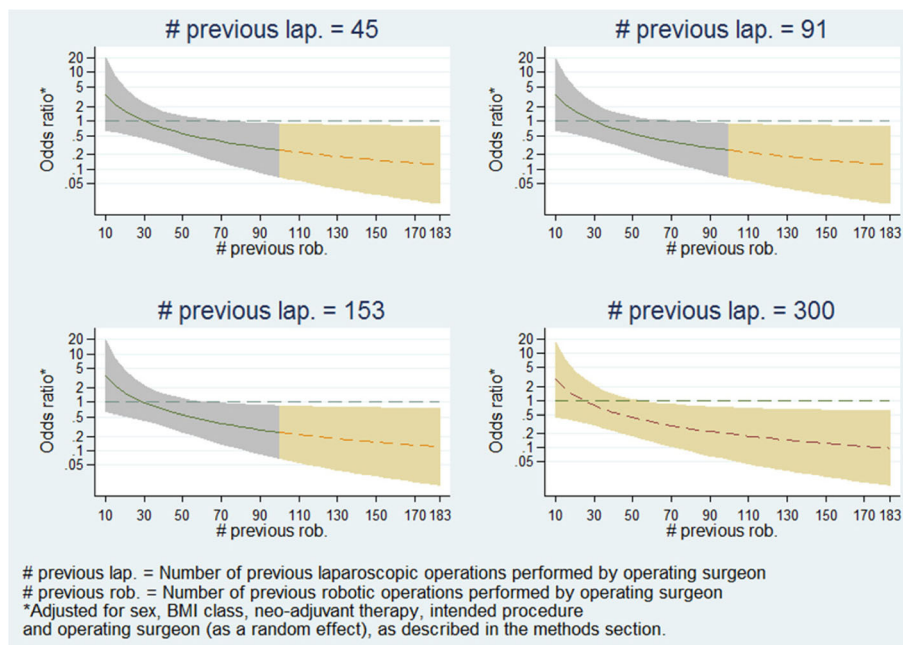 # previous lap. = 45
# previous lap. = 91
Odds ratio*
20
10
5
2
1
.5
.2
.1
.05
10 30 50 70 90 110 130 150 170 183
# previous rob.
Odds ratio*
20
10
5
2
1
.5
.2
.1
.05
10 30 50 70 90 110 130 150 170 183
# previous rob.
# previous lap. = 153
# previous lap. = 300
Odds ratio*
20
10
5
2
1
.5
.2
.1
.05
10 30 50 70 90 110 130 150 170 183
# previous rob.
Odds ratio*
20
10
5
2
1
.5
.2
.1
.05
10 30 50 70 90 110 130 150 170 183
# previous rob.
# previous lap. = Number of previous laparoscopic operations performed by operating surgeon
# previous rob. = Number of previous robotic operations performed by operating surgeon
*Adjusted for sex, BMI class, neo-adjuvant therapy, intended procedure
and operating surgeon (as a random effect), as described in the methods section.